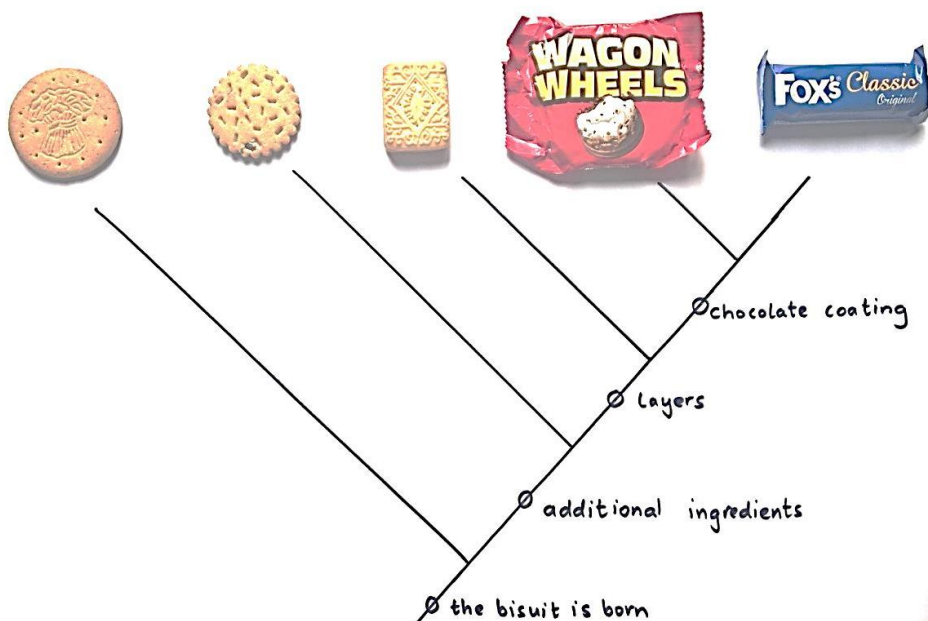 WAGON
WHEELS
FOX'S Classic
Original
chocolate coating
layers
additional ingredients
the bisuit is born